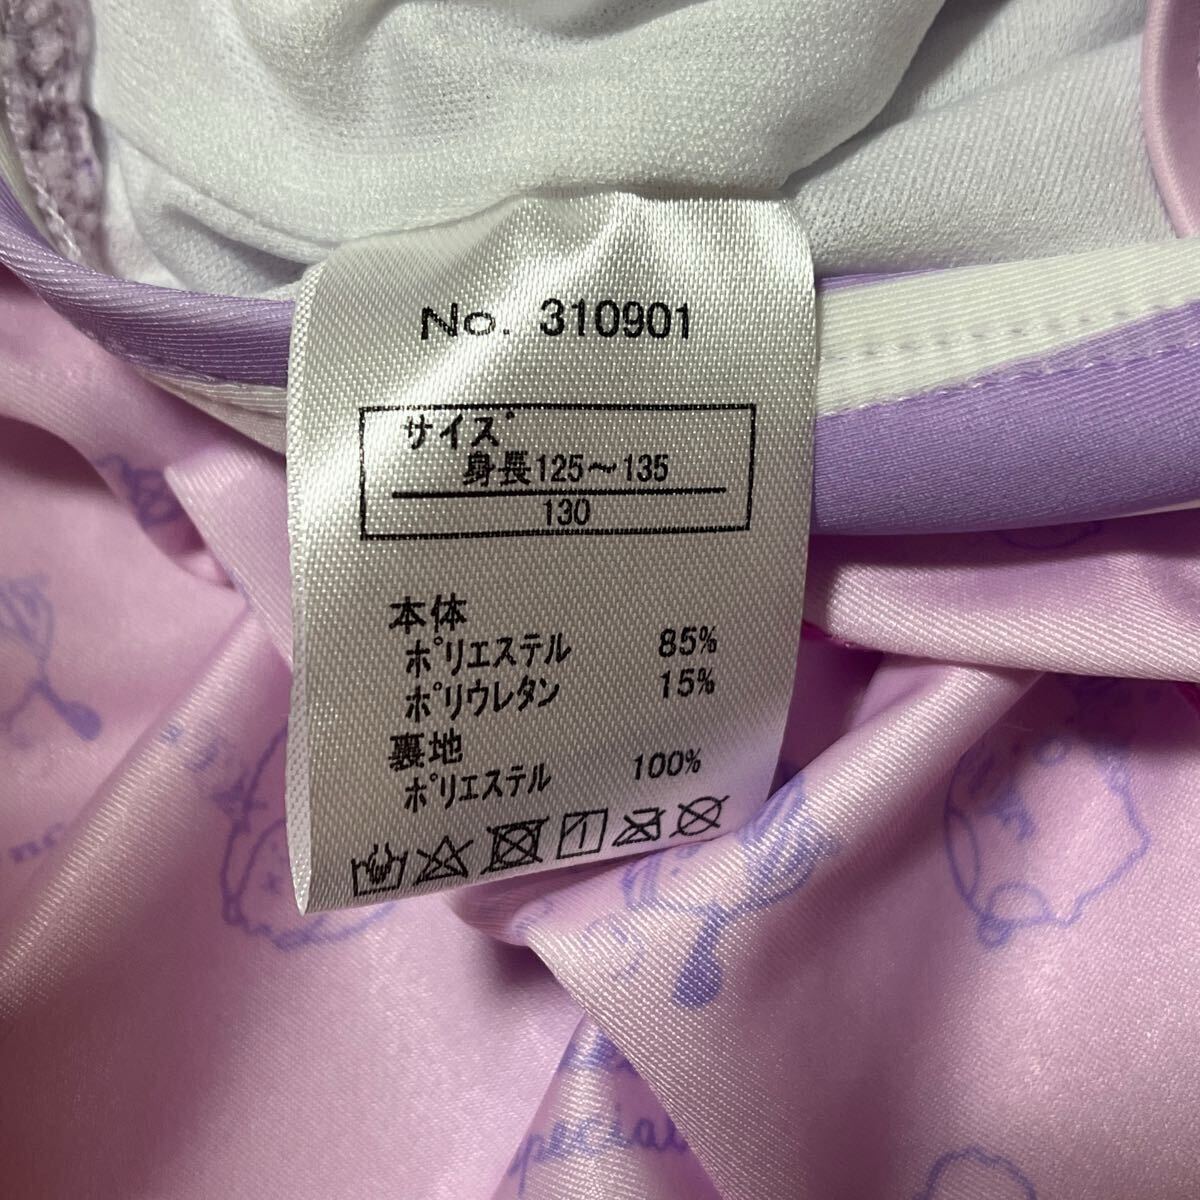 No. 310901
サイズ
身長125～135
130
本体
ポリエステル 85%
ポリウレタン 15%
裏地
ポリエステル 100%
special